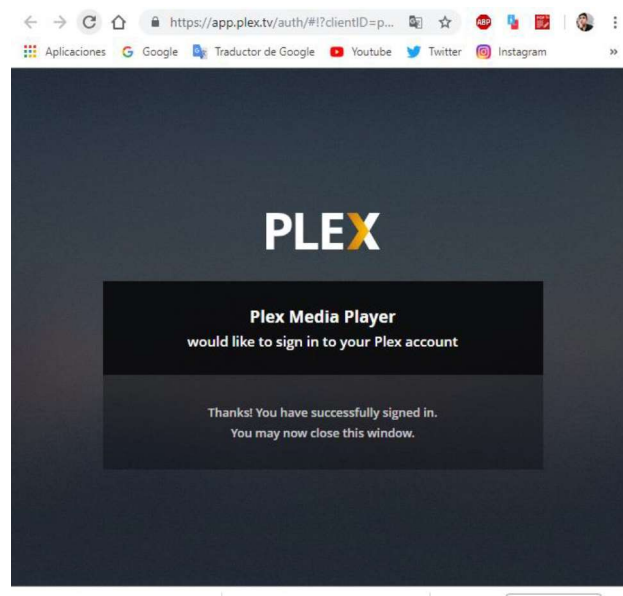 https://app.plex.tv/auth/#!?clientID=p...
ABP
Aplicaciones G Google Traductor de Google Youtube Twitter Instagram »
PLEX
Plex Media Player
would like to sign in to your Plex account
Thanks! You have successfully signed in.
You may now close this window.